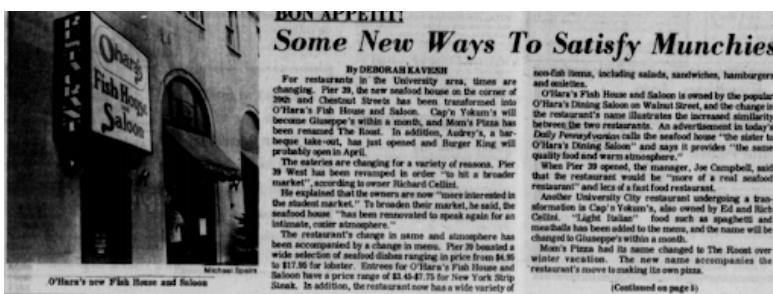 O'hara's
Fish House
&
Saloon
Michael Spain
O'Hara's new Fish House and Saloon
BON APPETIT!
Some New Ways To Satisfy Munchies
By DEBORAH KAVESH
For restaurants in the University area, times are
changing. Pier 39, the new seafood house on the corner of
39th and Chestnut Streets has been transformed into
O'Hara's Fish House and Saloon. Cap'n Yokum's will
become Giuseppe's within a month, and Mom's Pizza has
been renamed The Roost. In addition, Audrey's, a bar-
beque take-out, has just opened and Burger King will
probably open in April.
The eateries are changing for a variety of reasons. Pier
39 West has been revamped in order "to hit a broader
market", according to owner Richard Cellini.
He explained that the owners are now "more interested in
the student market." To broaden their market, he said, the
seafood house "has been rennovated to speak again for an
intimate, cozier atmosphere."
The restaurant's change in name and atmosphere has
been accompanied by a change in menu. Pier 39 boasted a
wide selection of seafood dishes ranging in price from $4.95
to $17.95 for lobster. Entrees for O'Hara's Fish House and
Saloon have a price range of $3.45-$7.75 for New York Strip
Steak. In addition, the restaurant now has a wide variety of
non-fish items, including salads, sandwiches, hamburgers
and omlettes.
O'Hara's Fish House and Saloon is owned by the popular
O'Hara's Dining Saloon on Walnut Street, and the change in
the restaurant's name illustrates the increased similarity
between the two restaurants. An advertisement in today's
Daily Pennsylvanian calls the seafood house "the sister to
O'Hara's Dining Saloon" and says it provides "the same
quality food and warm atmosphere."
When Pier 39 opened, the manager, Joe Campbell, said
that the restaurant would be "more of a real seafood
restaurant" and less of a fast food restaurant.
Another University City restaurant undergoing a tran-
sformation is Cap'n Yokum's, also owned by Ed and Rich
Cellini. "Light Italian" food such as spaghetti and
meatballs has been added to the menu, and the name will be
changed to Giuseppe's within a month.
Mom's Pizza had its name changed to The Roost over
winter vacation. The new name accompanies the
restaurant's move to making its own pizza.
(Continued on page 5)